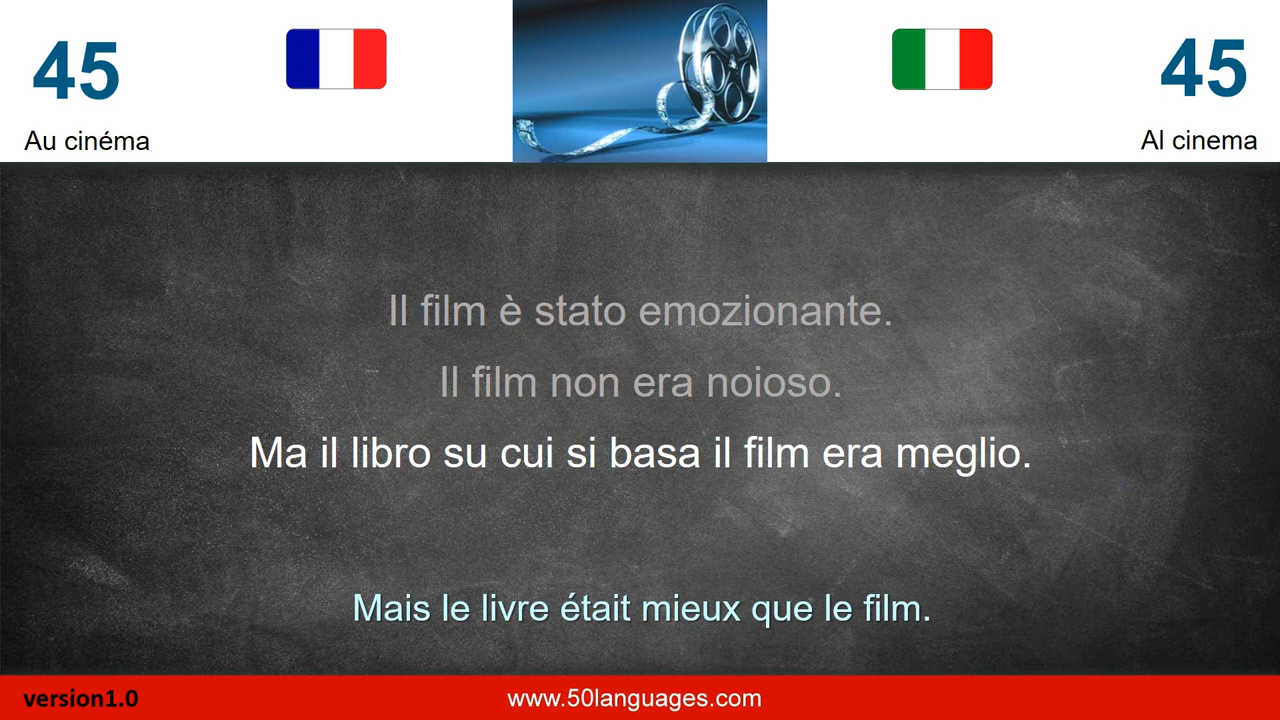 45
45
Au cinéma
Al cinema
Il film è stato emozionante.
Il film non era noioso.
Ma il libro su cui si basa il film era meglio.
Mais le livre était mieux que le film.
version1.0
www.50languages.com